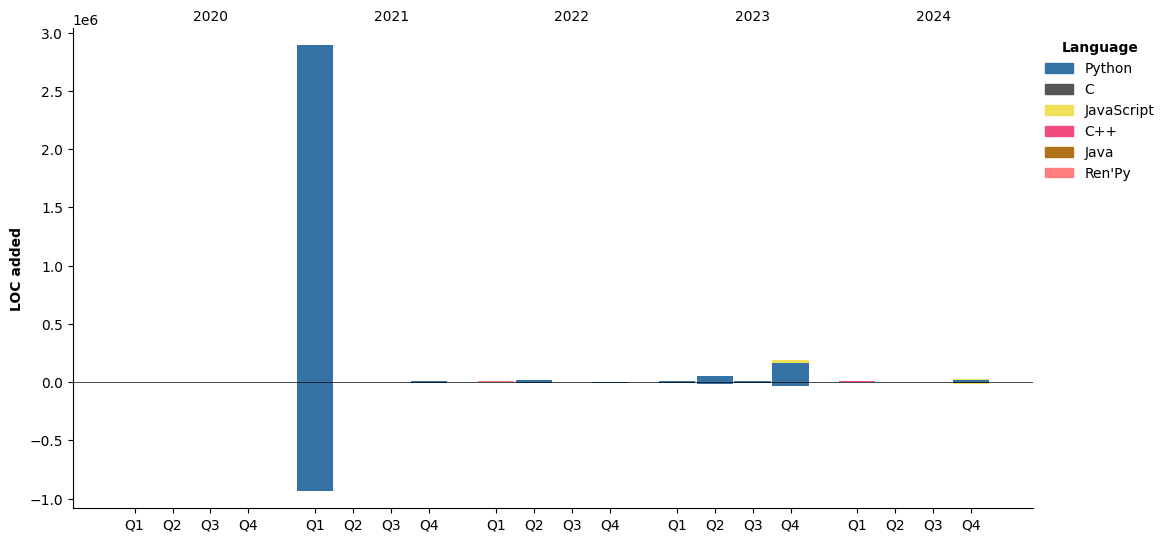 1e6
2020 2021 2022 2023 2024
3.0
2.5
2.0
1.5
1.0
0.5
0.0
−0.5
−1.0
LOC added
Q1 Q2 Q3 Q4 Q1 Q2 Q3 Q4 Q1 Q2 Q3 Q4 Q1 Q2 Q3 Q4 Q1 Q2 Q3 Q4
Language
Python
C
JavaScript
C++
Java
Ren'Py